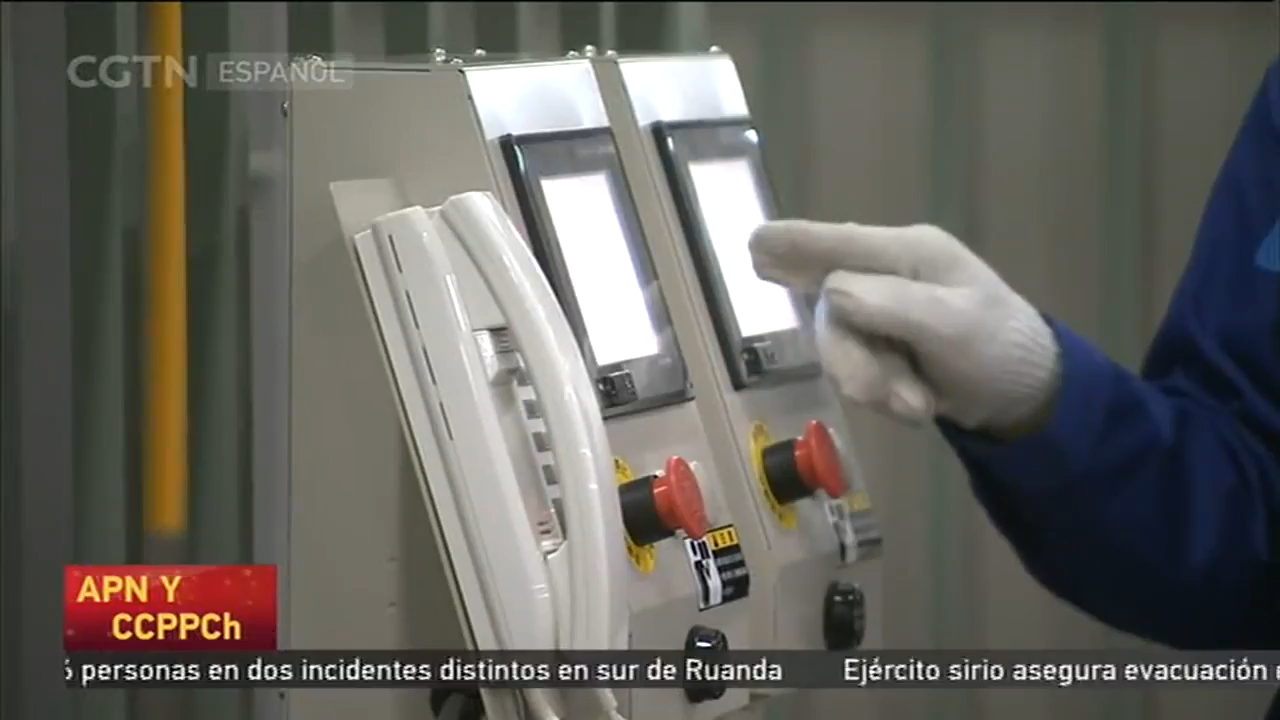 CGTN ESPAÑOL
APN Y
CCPPCh
personas en dos incidentes distintos en sur de Ruanda Ejército sirio asegura evacuación